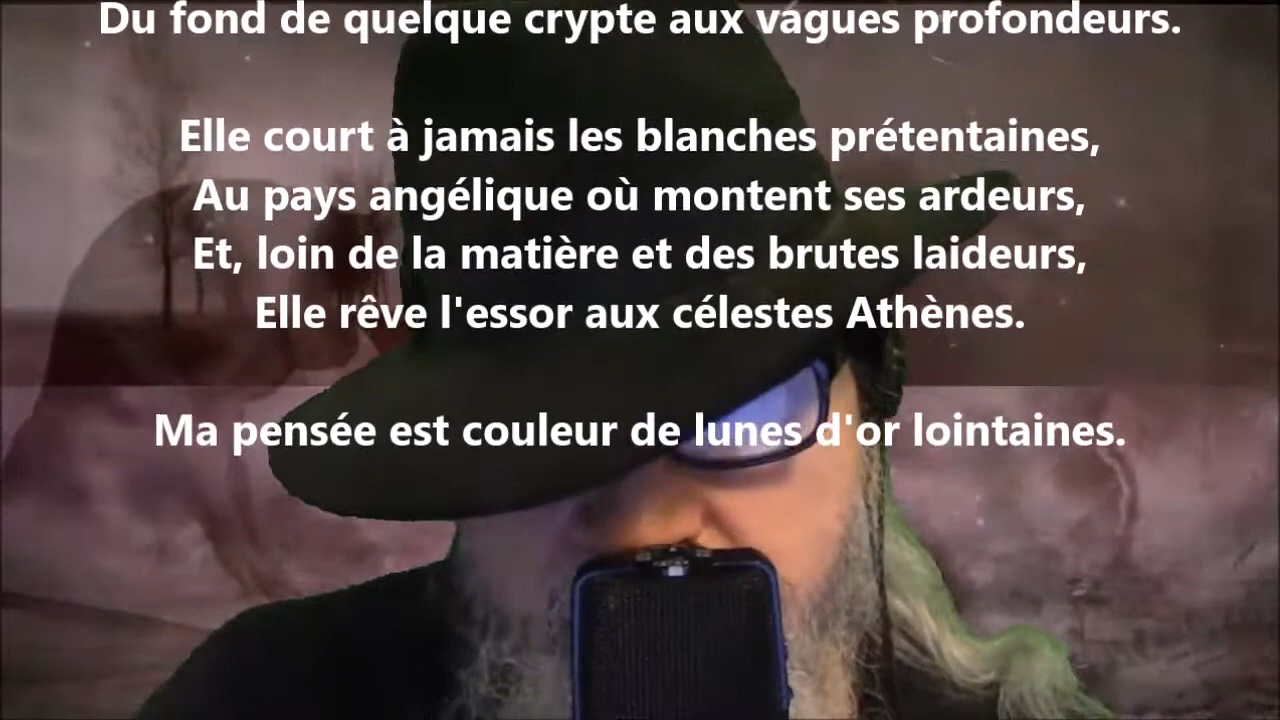 Du fond de quelque crypte aux vagues profondeurs.
Elle court à jamais les blanches prétentaines,
Au pays angélique où montent ses ardeurs,
Et, loin de la matière et des brutes laideurs,
Elle rêve l'essor aux célestes Athènes.
Ma pensée est couleur de lunes d'or lointaines.